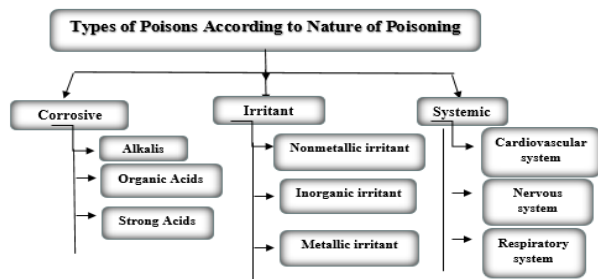 Types of Poisons According to Nature of Poisoning
Corrosive
Alkalis
Organic Acids
Strong Acids
Irritant
Nonmetallic irritant
Inorganic irritant
Metallic irritant
Systemic
Cardiovascular
system
Nervous
system
Respiratory
system